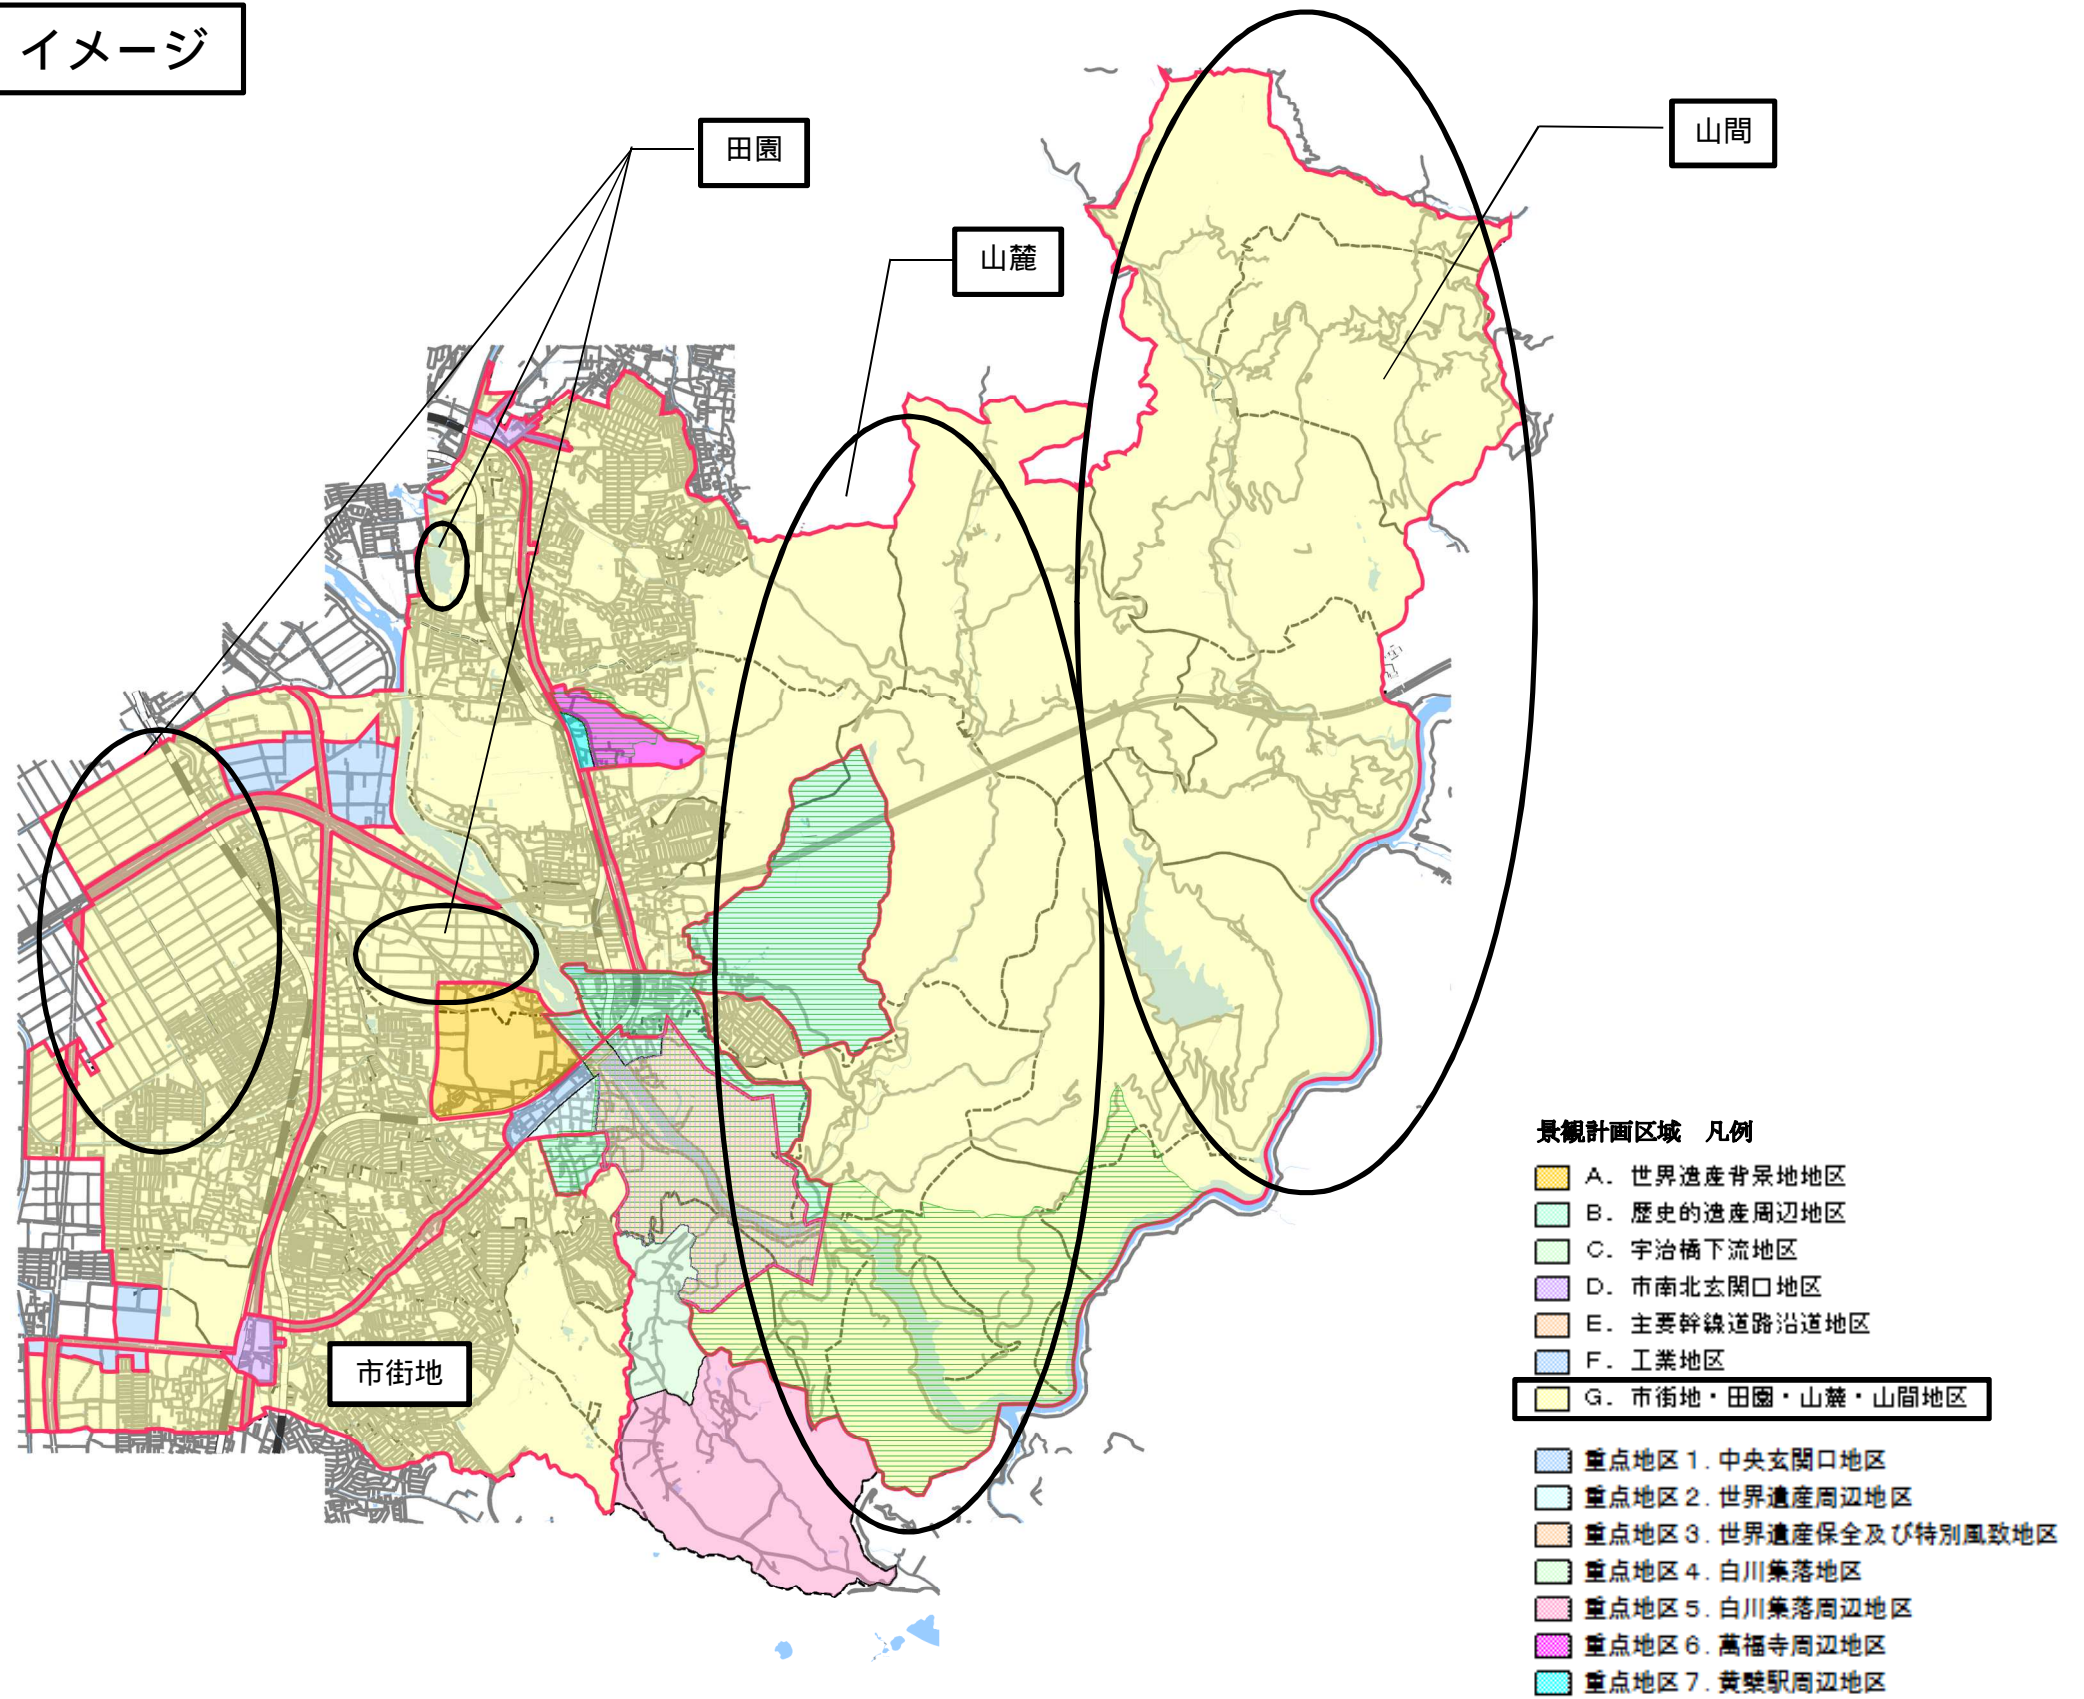 イメージ
田園
山間
山麓
市街地
景観計画区域 凡例
A. 世界遺産背景地地区
B. 歴史的遺産周辺地区
C. 宇治橋下流地区
D. 市南北玄関口地区
E. 主要幹線道路沿道地区
F. 工業地区
G. 市街地・田園・山麓・山間地区
重点地区1. 中央玄関口地区
重点地区2. 世界遺産周辺地区
重点地区3. 世界遺産保全及び特別風致地区
重点地区4. 白川集落地区
重点地区5. 白川集落周辺地区
重点地区6. 萬福寺周辺地区
重点地区7. 黄檗駅周辺地区